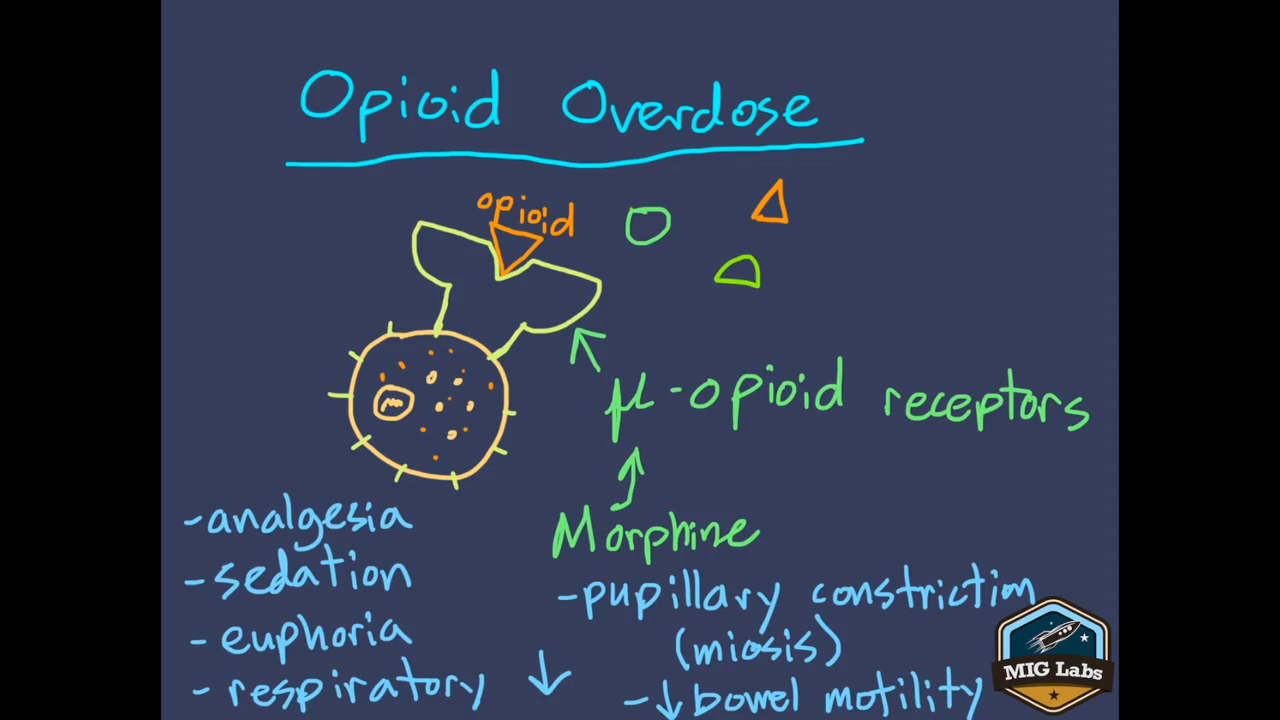 Opioid Overdose
opioid
μ-opioid receptors
Morphine
-analgesia
-sedation
-euphoria
-respiratory ↓
-pupillary constriction
(miosis)
-↓bowel motility
MIG Labs